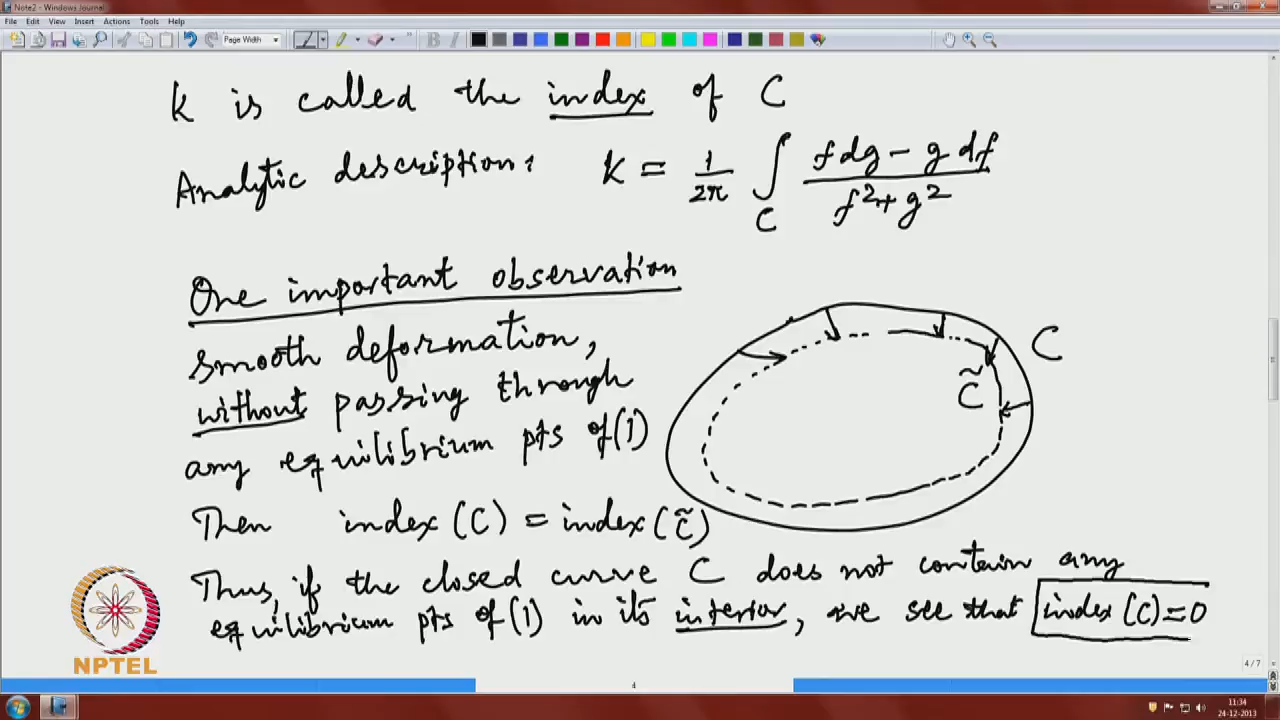 Note2 - Windows Journal
File Edit View Insert Actions Tools Help
Page Width
k is called the index of C
Analytic description: k = 1/2π ∫_C (f dg - g df)/(f² + g²)
One important observation
smooth deformation,
without passing through
any equilibrium pts of (1)
C
C̃
Then index (C) = index (C̃)
Thus, if the closed curve C does not contain any
equilibrium pts of (1) in its interior, we see that index (C) = 0
NPTEL
4 / 7
4
11:34
24-12-2013